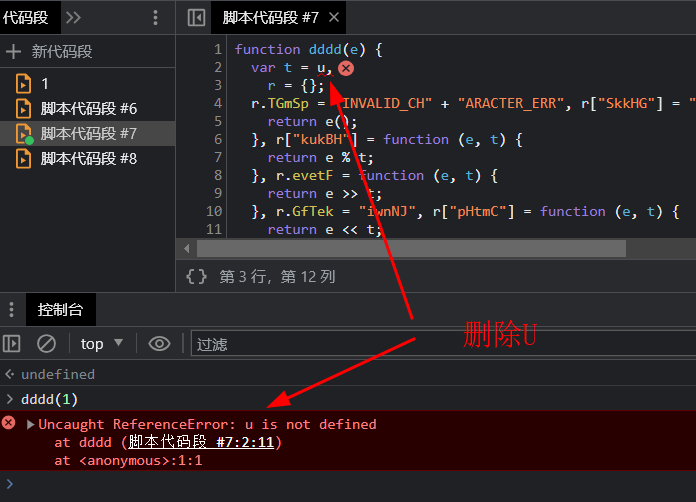 代码段
脚本代码段 #7
新代码段
1
脚本代码段 #6
脚本代码段 #7
脚本代码段 #8
1 function dddd(e) {
2 var t = u,
3 r = {};
4 r.TGmSp = "INVALID_CH" + "ARACTER_ERR", r["SkkHG"] = "
5 return e();
6 }, r["kukBH"] = function (e, t) {
7 return e % t;
8 }, r.evetF = function (e, t) {
9 return e >> t;
10 }, r.GfTek = "iwnNJ", r["pHtmC"] = function (e, t) {
11 return e << t;
{} 第 3 行，第 12 列
控制台
删除U
top
过滤
undefined
dddd(1)
Uncaught ReferenceError: u is not defined
at dddd (脚本代码段 #7:2:11)
at <anonymous>:1:1